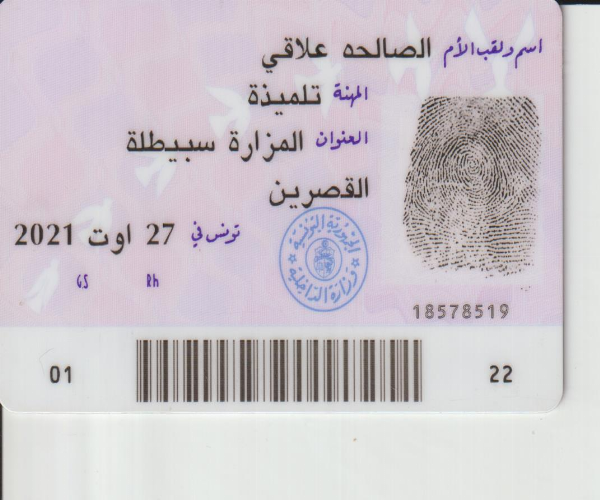 اسم ولقب الأم الصالحه علاقي
المهنة تلميذة
العنوان المزارة سبيطلة
القصرين
تونس في 27 اوت 2021
GS Rh
الجمهورية التونسية
وزارة الداخلية
18578519
01 22